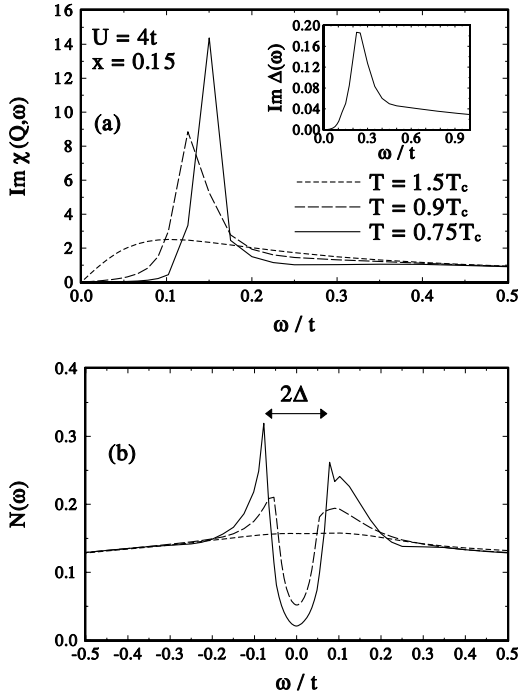 16
14
12
10
8
6
4
2
0
U = 4t
x = 0.15
(a)
Im χ (Q,ω)
0.20
0.16
0.12
0.08
0.04
0.00
Im Δ(ω)
0.0 0.3 0.6 1.0
ω / t
T = 1.5Tc
T = 0.9Tc
T = 0.75Tc
0.0 0.1 0.2 0.3 0.4 0.5
ω / t
0.4
0.3
0.2
0.1
0.0
2Δ
(b)
N(ω)
-0.5 -0.4 -0.3 -0.2 -0.1 0.0 0.1 0.2 0.3 0.4 0.5
ω / t